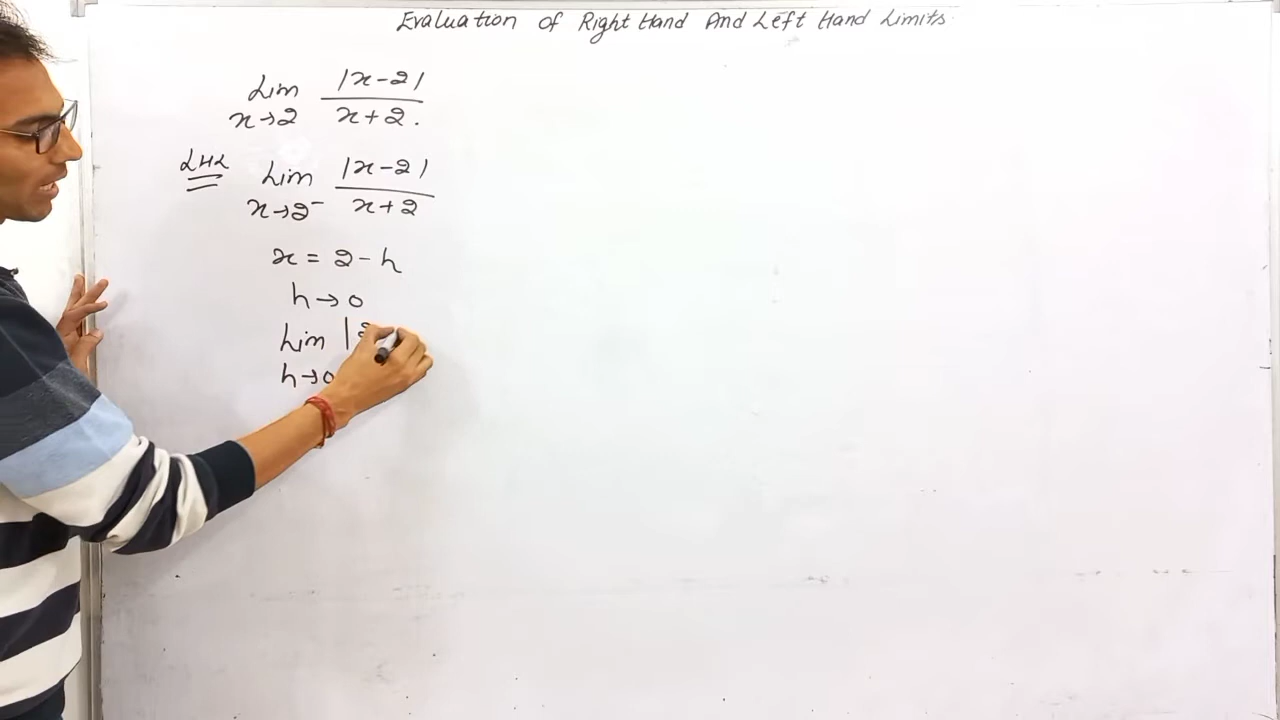 Evaluation of Right Hand And Left Hand Limits.
Lim |x-2|
x→2 x+2.
LHL Lim |x-2|
x→2⁻ x+2
x = 2 - h
h→0
Lim |2
h→0